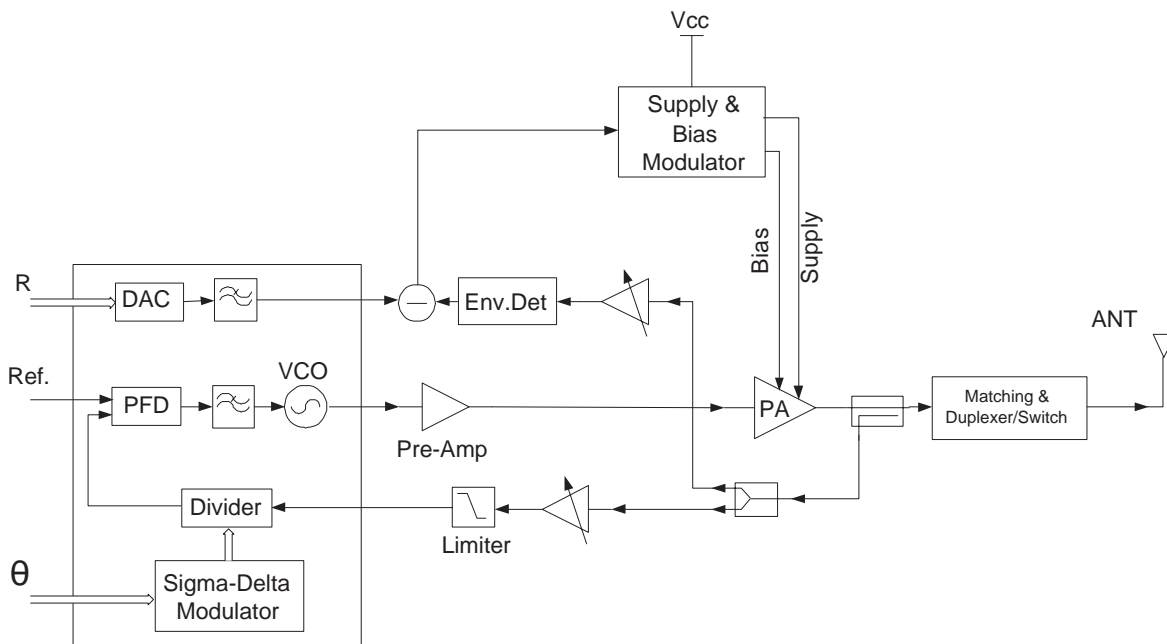 Vcc
Supply &
Bias
Modulator
Bias
Supply
R
DAC
Env.Det
ANT
Ref.
PFD
VCO
Pre-Amp
PA
Matching &
Duplexer/Switch
Divider
Limiter
θ
Sigma-Delta
Modulator